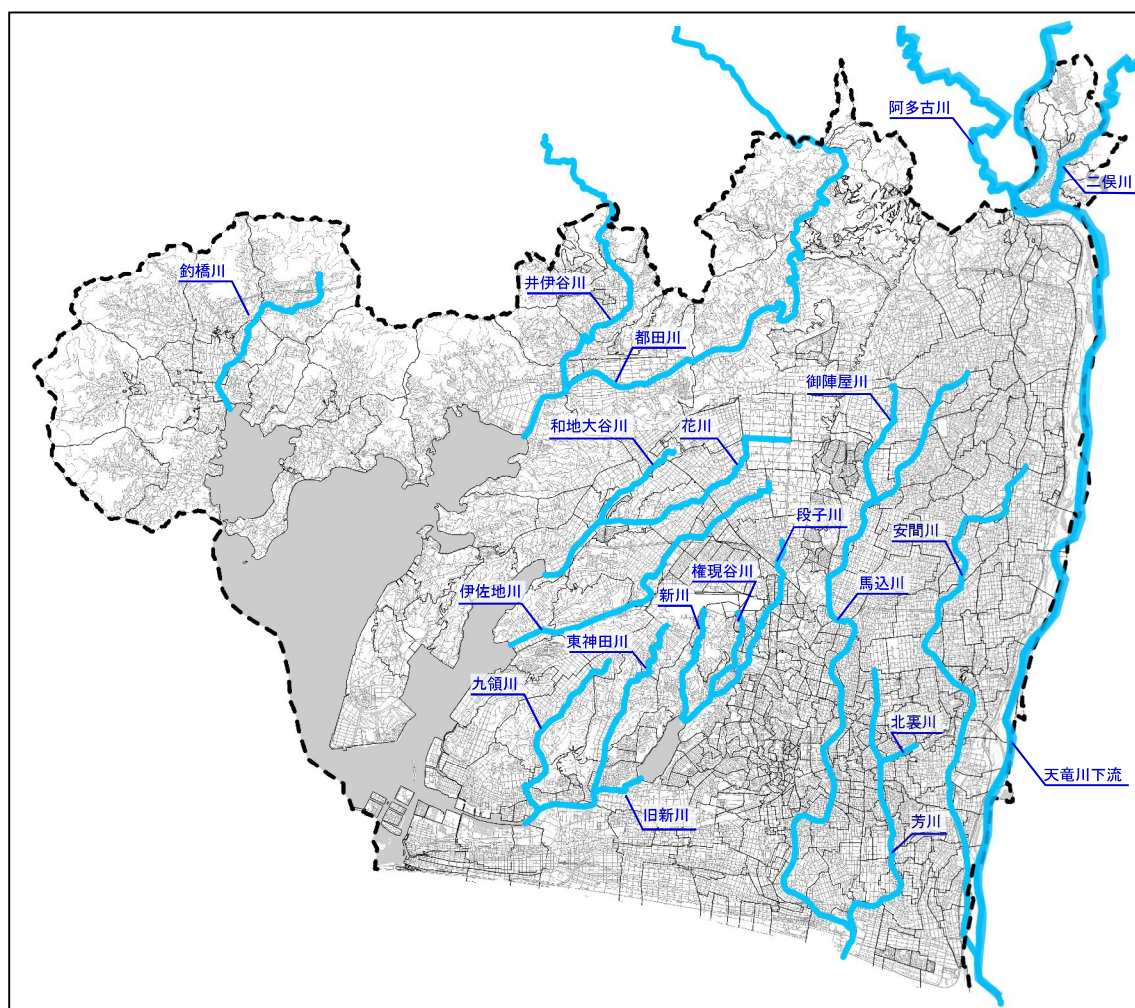 阿多古川
二俣川
釣橋川
井伊谷川
都田川
御陣屋川
和地大谷川
花川
段子川
安間川
権現谷川
馬込川
伊佐地川
新川
東神田川
九領川
北裏川
天竜川下流
旧新川
芳川